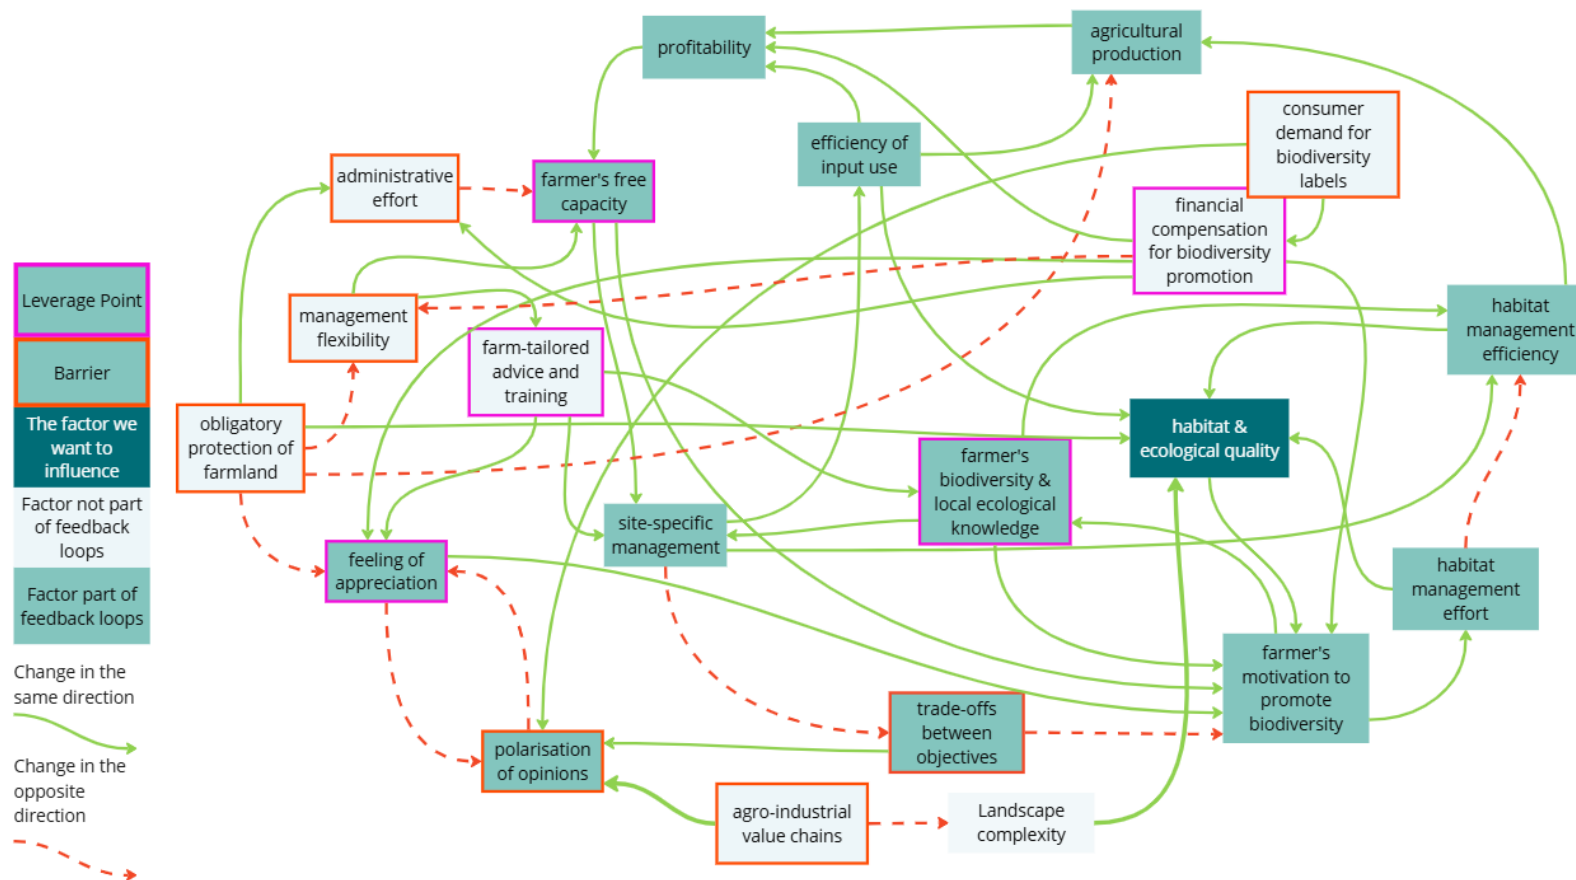 profitability
agricultural
production
consumer
demand for
biodiversity
labels
efficiency of
input use
administrative
effort
farmer's free
capacity
financial
compensation
for biodiversity
promotion
Leverage Point
Barrier
The factor we
want to
influence
Factor not part
of feedback
loops
Factor part of
feedback loops
Change in the
same direction
Change in the
opposite
direction
management
flexibility
farm-tailored
advice and
training
habitat
management
efficiency
obligatory
protection of
farmland
habitat &
ecological quality
farmer's
biodiversity &
local ecological
knowledge
site-specific
management
feeling of
appreciation
habitat
management
effort
farmer's
motivation to
promote
biodiversity
trade-offs
between
objectives
polarisation
of opinions
agro-industrial
value chains
Landscape
complexity